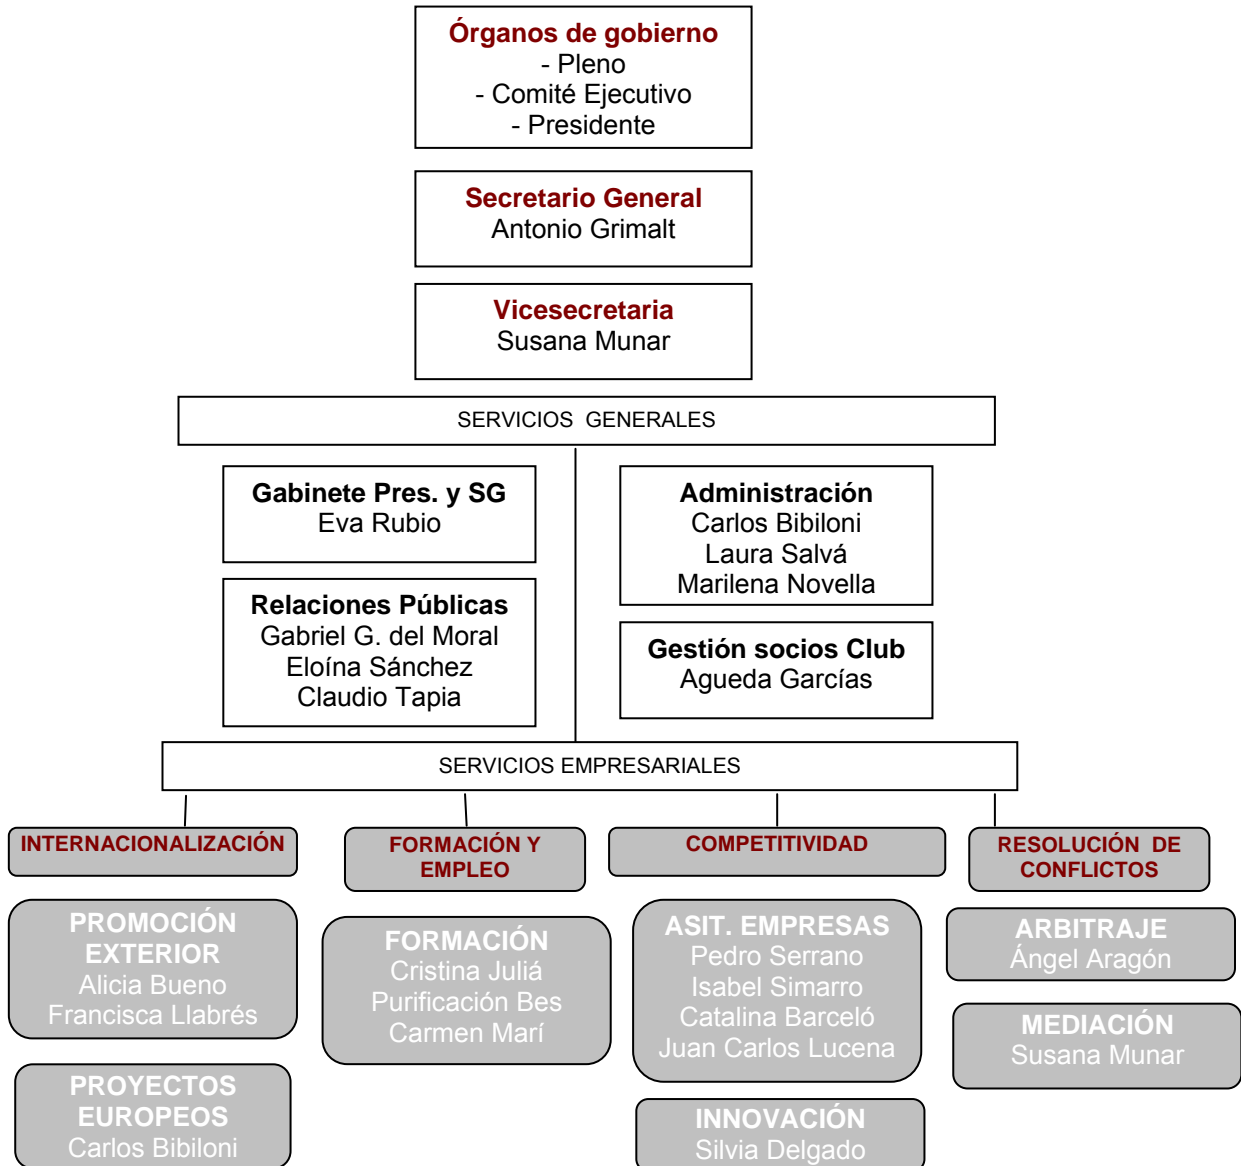 Órganos de gobierno
- Pleno
- Comité Ejecutivo
- Presidente
Secretario General
Antonio Grimalt
Vicesecretaria
Susana Munar
SERVICIOS GENERALES
Gabinete Pres. y SG
Eva Rubio
Administración
Carlos Bibiloni
Laura Salvá
Marilena Novella
Relaciones Públicas
Gabriel G. del Moral
Eloína Sánchez
Claudio Tapia
Gestión socios Club
Agueda Garcías
SERVICIOS EMPRESARIALES
INTERNACIONALIZACIÓN
FORMACIÓN Y
EMPLEO
COMPETITIVIDAD
RESOLUCIÓN DE
CONFLICTOS
PROMOCIÓN
EXTERIOR
Alicia Bueno
Francisca Llabrés
FORMACIÓN
Cristina Juliá
Purificación Bes
Carmen Marí
ASIT. EMPRESAS
Pedro Serrano
Isabel Simarro
Catalina Barceló
Juan Carlos Lucena
ARBITRAJE
Ángel Aragón
MEDIACIÓN
Susana Munar
PROYECTOS
EUROPEOS
Carlos Bibiloni
INNOVACIÓN
Silvia Delgado